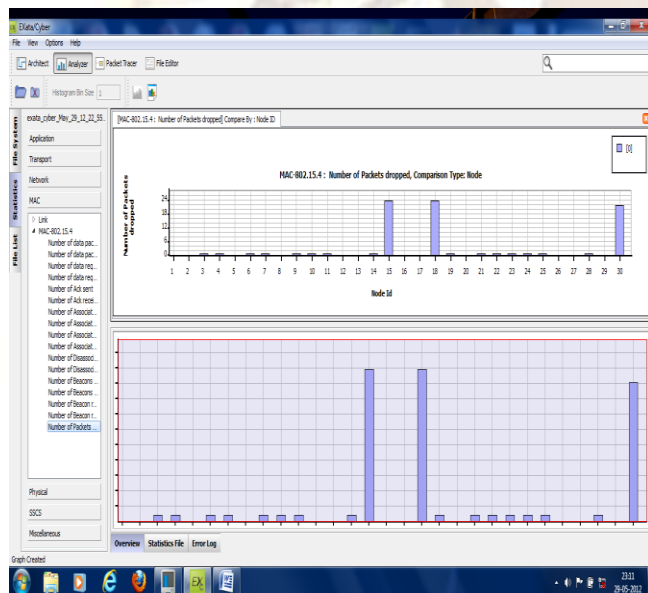 EXata/Cyber
File View Options Help
Architect Analyzer Packet Tracer File Editor
Histogram Bin Size 1
File System
Statistics
File List
exata_cyber_May_29_12_22_55.
Application
Transport
Network
MAC
Link
MAC-802.15.4
Number of data pac...
Number of data pac...
Number of data req...
Number of data req...
Number of Ack sent
Number of Ack recei...
Number of Associat...
Number of Associat...
Number of Associat...
Number of Associat...
Number of Disassoci...
Number of Disassoci...
Number of Beacons ...
Number of Beacons ...
Number of Beacon r...
Number of Beacon r...
Number of Packets ...
Physical
SSCS
Miscellaneous
[MAC-802.15.4 : Number of Packets dropped] Compare By : Node ID
[0]
MAC-802.15.4 : Number of Packets dropped, Comparison Type: Node
Number of Packets dropped
24
18
12
6
0
1 2 3 4 5 6 7 8 9 10 11 12 13 14 15 16 17 18 19 20 21 22 23 24 25 26 27 28 29 30
Node Id
Overview Statistics File Error Log
Graph Created
EX
23:11
29-05-2012